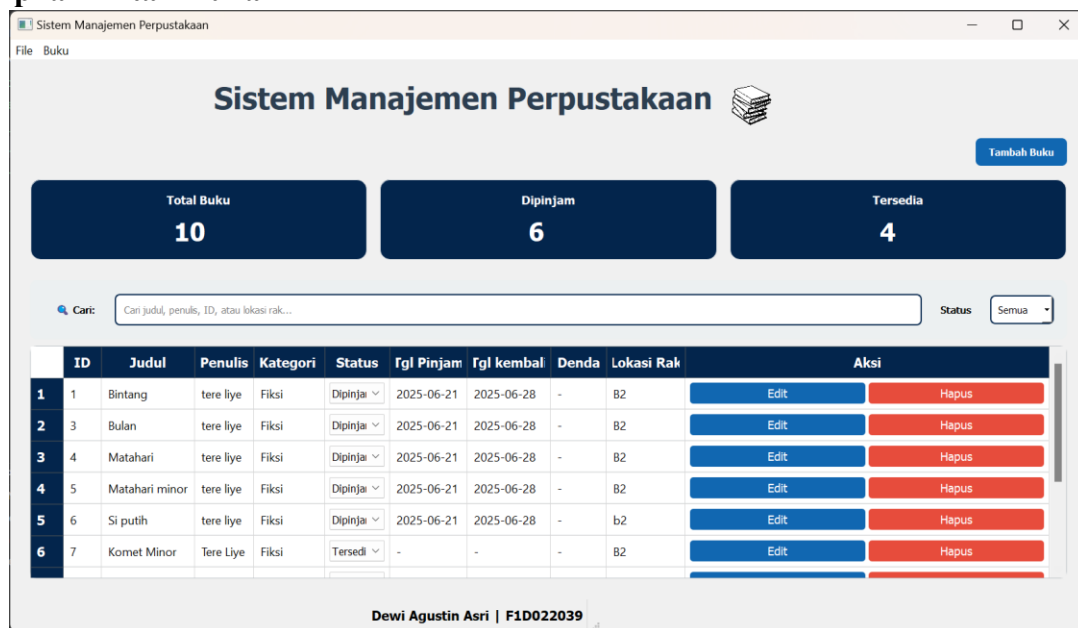 Sistem Manajemen Perpustakaan
File Buku
Sistem Manajemen Perpustakaan
Tambah Buku
Total Buku Dipinjam Tersedia
10 6 4
Cari: Cari judul, penulis, ID, atau lokasi rak... Status Semua
ID Judul Penulis Kategori Status Tgl Pinjam Tgl kembali Denda Lokasi Rak Aksi
1 1 Bintang tere liye Fiksi Dipinja 2025-06-21 2025-06-28 - B2 Edit Hapus
2 3 Bulan tere liye Fiksi Dipinja 2025-06-21 2025-06-28 - B2 Edit Hapus
3 4 Matahari tere liye Fiksi Dipinja 2025-06-21 2025-06-28 - B2 Edit Hapus
4 5 Matahari minor tere liye Fiksi Dipinja 2025-06-21 2025-06-28 - B2 Edit Hapus
5 6 Si putih tere liye Fiksi Dipinja 2025-06-21 2025-06-28 - b2 Edit Hapus
6 7 Komet Minor Tere Liye Fiksi Tersedi - - - B2 Edit Hapus
Dewi Agustin Asri | F1D022039